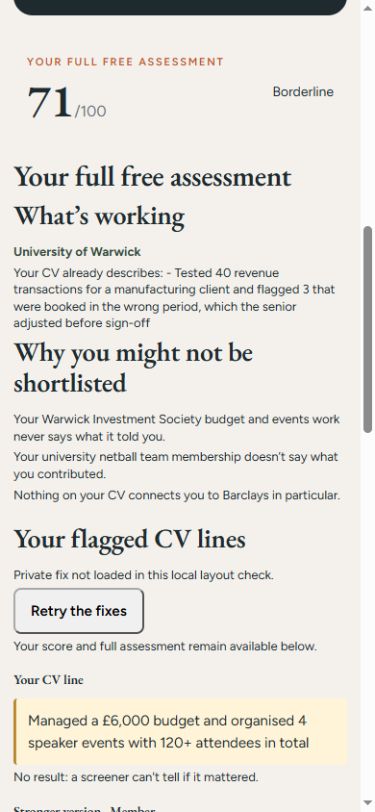 YOUR FULL FREE ASSESSMENT
71/100
Borderline
Your full free assessment
What's working
University of Warwick
Your CV already describes: - Tested 40 revenue
transactions for a manufacturing client and flagged 3 that
were booked in the wrong period, which the senior
adjusted before sign-off
Why you might not be
shortlisted
Your Warwick Investment Society budget and events work
never says what it told you.
Your university netball team membership doesn't say what
you contributed.
Nothing on your CV connects you to Barclays in particular.
Your flagged CV lines
Private fix not loaded in this local layout check.
Retry the fixes
Your score and full assessment remain available below.
Your CV line
Managed a £6,000 budget and organised 4
speaker events with 120+ attendees in total
No result: a screener can't tell if it mattered.
Stronger version · Member